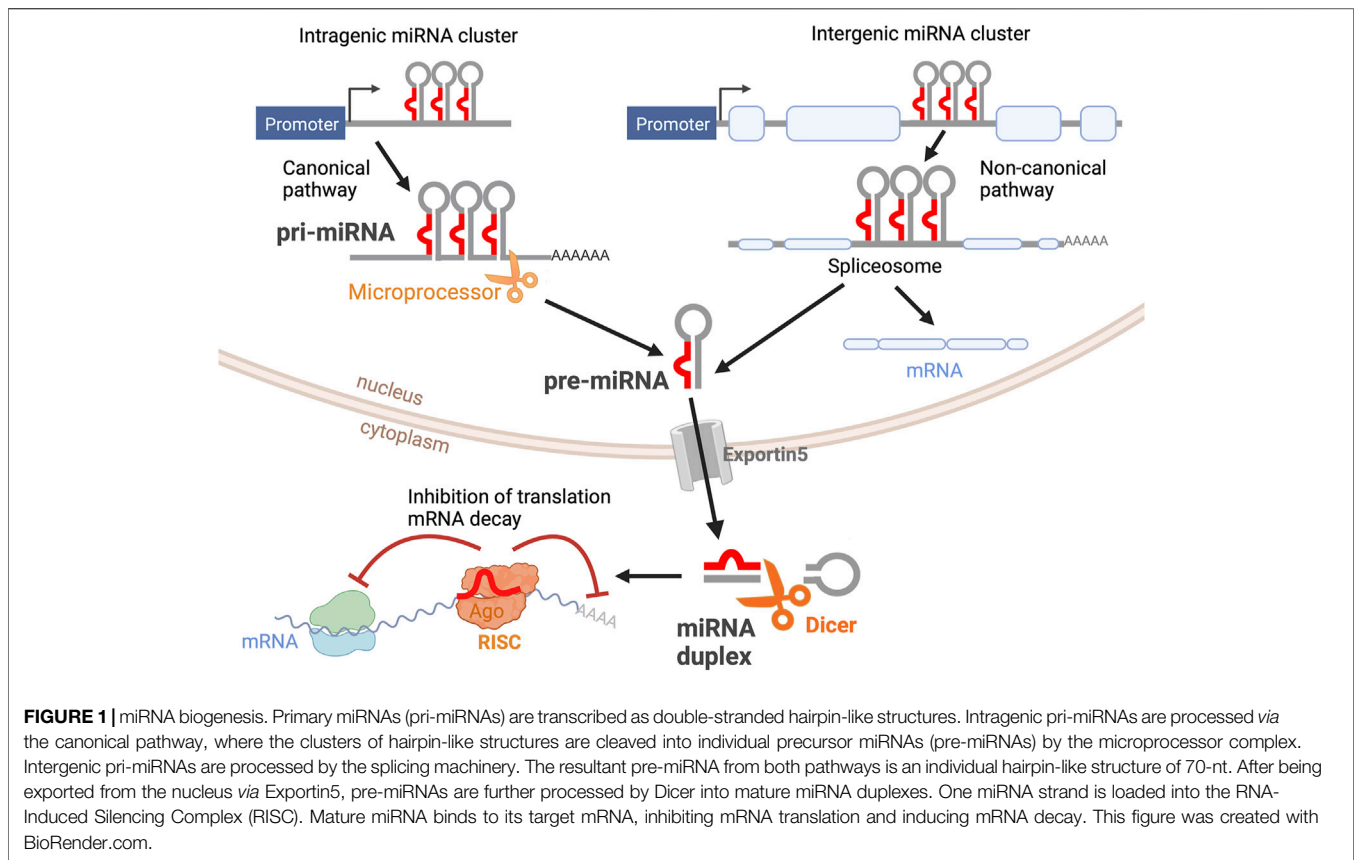 Intragenic miRNA cluster
Intergenic miRNA cluster
Promoter
Promoter
Canonical
pathway
Non-canonical
pathway
pri-miRNA
AAAAAA
AAAAA
Microprocessor
Spliceosome
pre-miRNA
mRNA
nucleus
cytoplasm
Exportin5
Inhibition of translation
mRNA decay
Ago
AAAA
mRNA
RISC
miRNA
duplex
Dicer
FIGURE 1 | miRNA biogenesis. Primary miRNAs (pri-miRNAs) are transcribed as double-stranded hairpin-like structures. Intragenic pri-miRNAs are processed via
the canonical pathway, where the clusters of hairpin-like structures are cleaved into individual precursor miRNAs (pre-miRNAs) by the microprocessor complex.
Intergenic pri-miRNAs are processed by the splicing machinery. The resultant pre-miRNA from both pathways is an individual hairpin-like structure of 70-nt. After being
exported from the nucleus via Exportin5, pre-miRNAs are further processed by Dicer into mature miRNA duplexes. One miRNA strand is loaded into the RNA-
Induced Silencing Complex (RISC). Mature miRNA binds to its target mRNA, inhibiting mRNA translation and inducing mRNA decay. This figure was created with
BioRender.com.